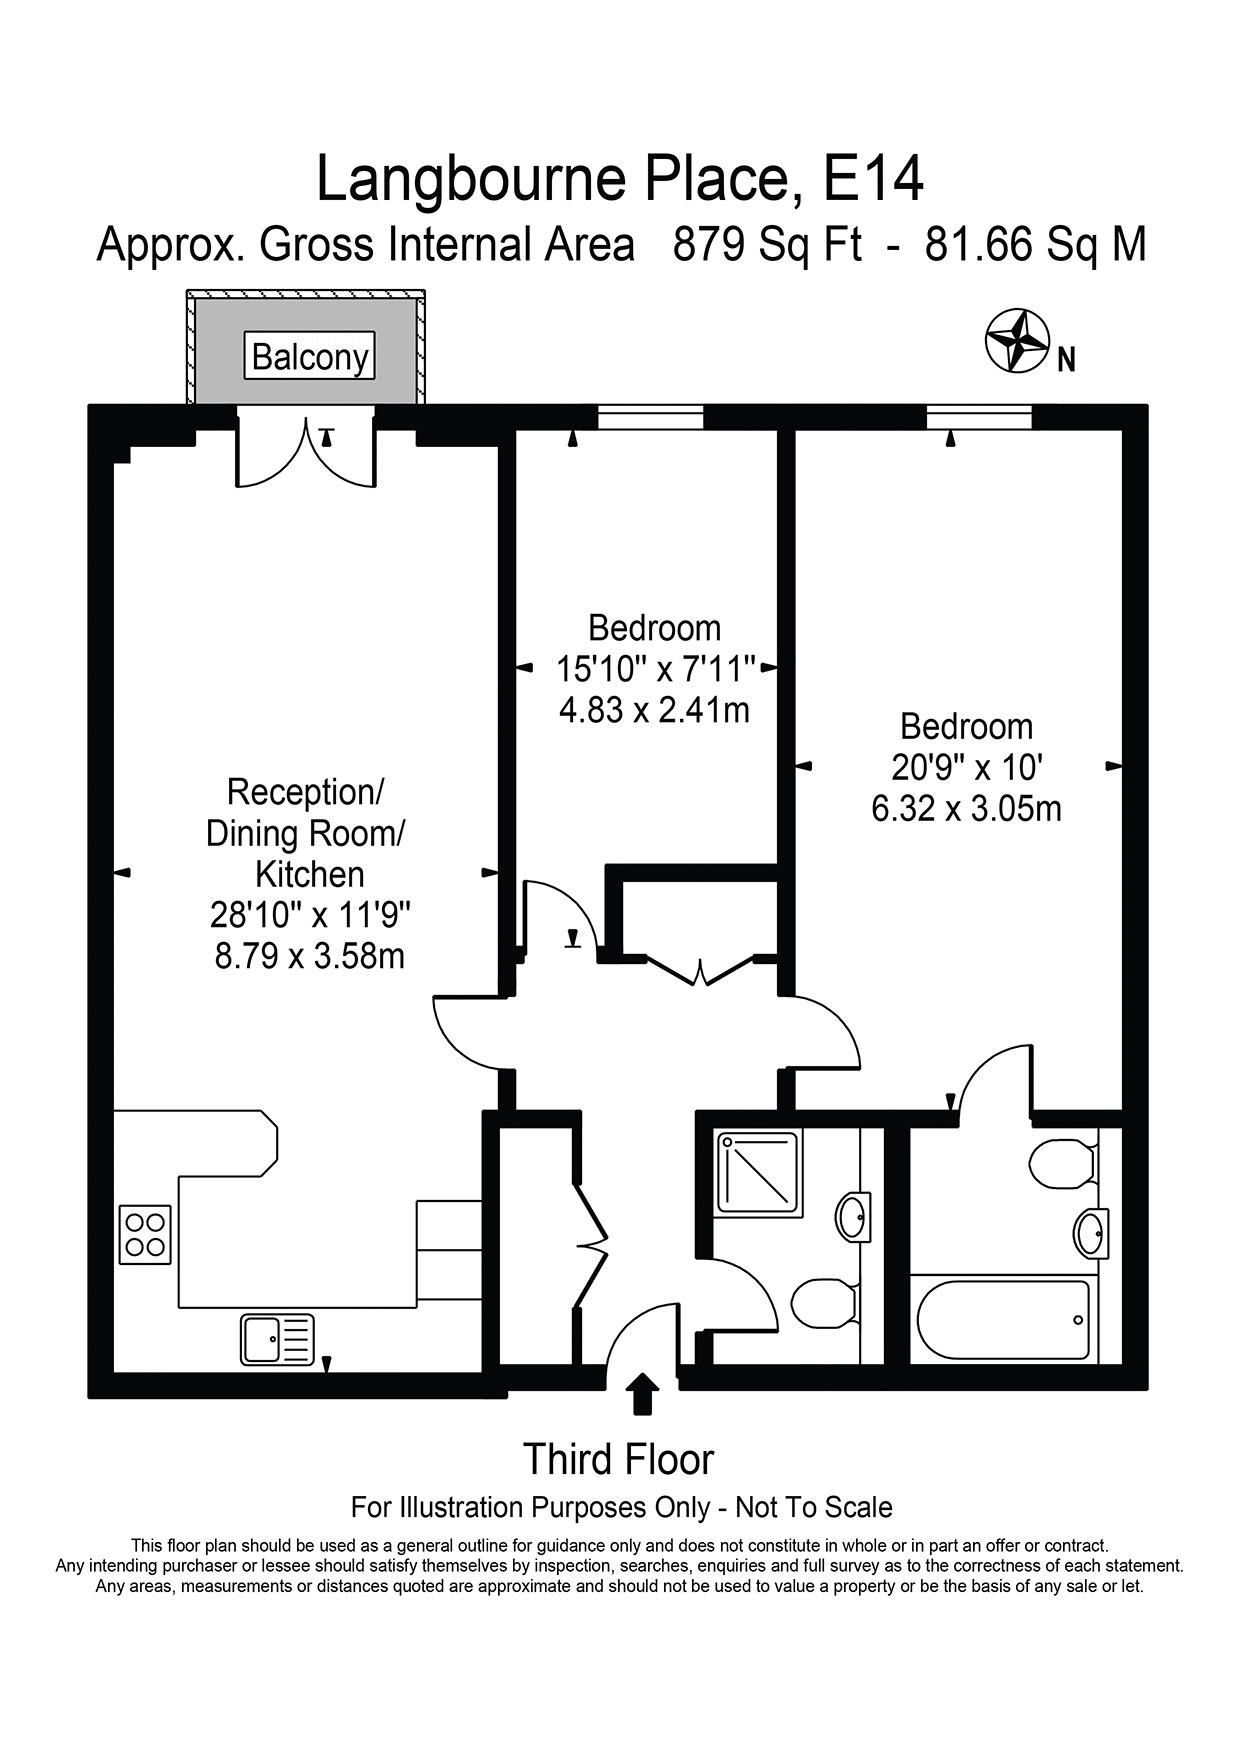 Langbourne Place, E14
Approx. Gross Internal Area 879 Sq Ft - 81.66 Sq M
Balcony
N
Bedroom
15'10" x 7'11"
4.83 x 2.41m
Bedroom
20'9" x 10'
6.32 x 3.05m
Reception/
Dining Room/
Kitchen
28'10" x 11'9"
8.79 x 3.58m
Third Floor
For Illustration Purposes Only - Not To Scale
This floor plan should be used as a general outline for guidance only and does not constitute in whole or in part an offer or contract.
Any intending purchaser or lessee should satisfy themselves by inspection, searches, enquiries and full survey as to the correctness of each statement.
Any areas, measurements or distances quoted are approximate and should not be used to value a property or be the basis of any sale or let.